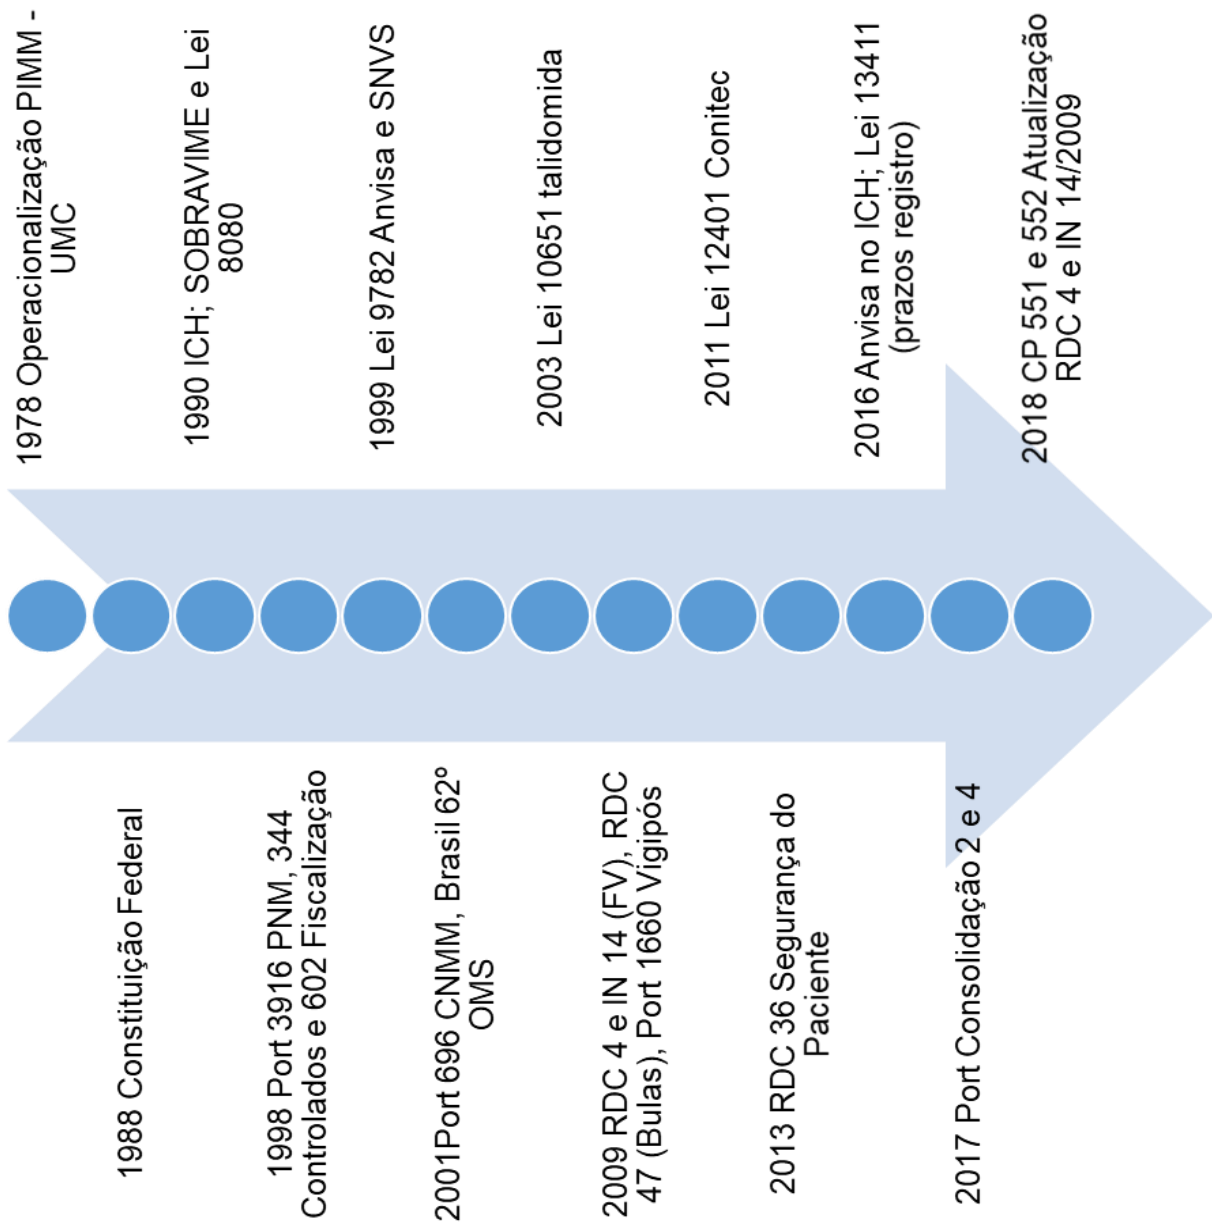 1978 Operacionalização PIMM -
UMC
1988 Constituição Federal
1990 ICH; SOBRAVIME e Lei
8080
1998 Port 3916 PNM, 344
Controlados e 602 Fiscalização
1999 Lei 9782 Anvisa e SNVS
2001Port 696 CNMM, Brasil 62º
OMS
2003 Lei 10651 talidomida
2009 RDC 4 e IN 14 (FV), RDC
47 (Bulas), Port 1660 Vigipós
2011 Lei 12401 Conitec
2013 RDC 36 Segurança do
Paciente
2016 Anvisa no ICH; Lei 13411
(prazos registro)
2017 Port Consolidação 2 e 4
2018 CP 551 e 552 Atualização
RDC 4 e IN 14/2009